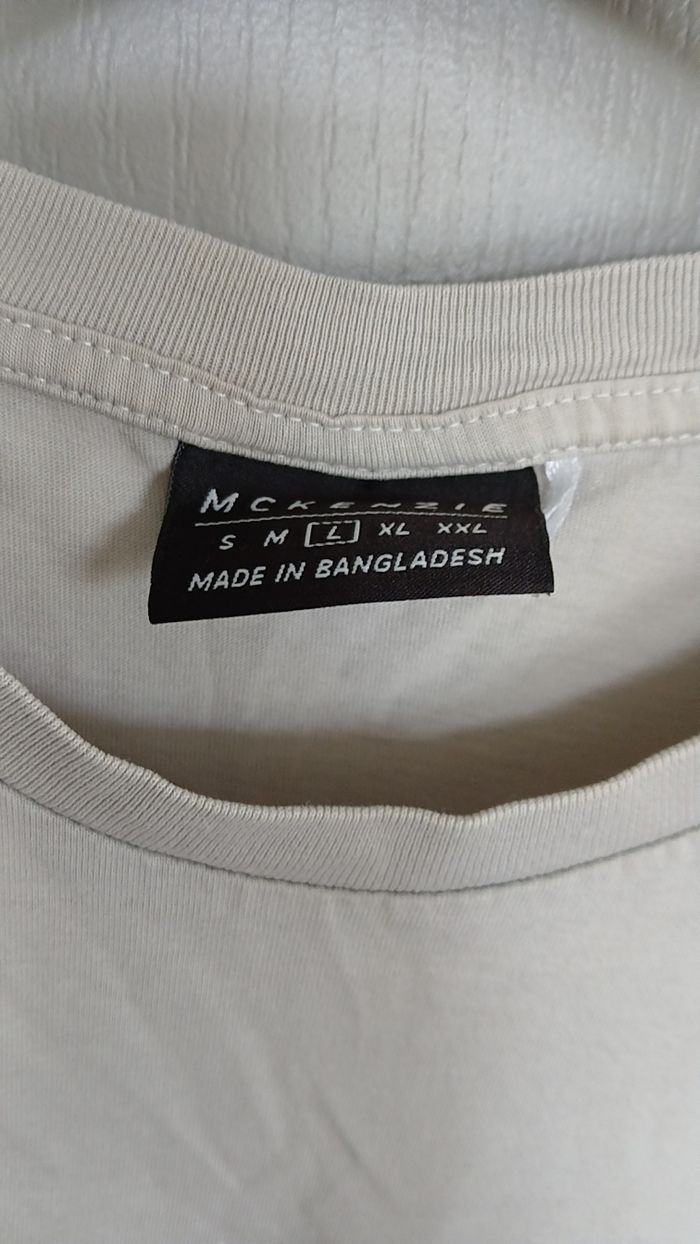 MCKENZIE
S M [L] XL XXL
MADE IN BANGLADESH